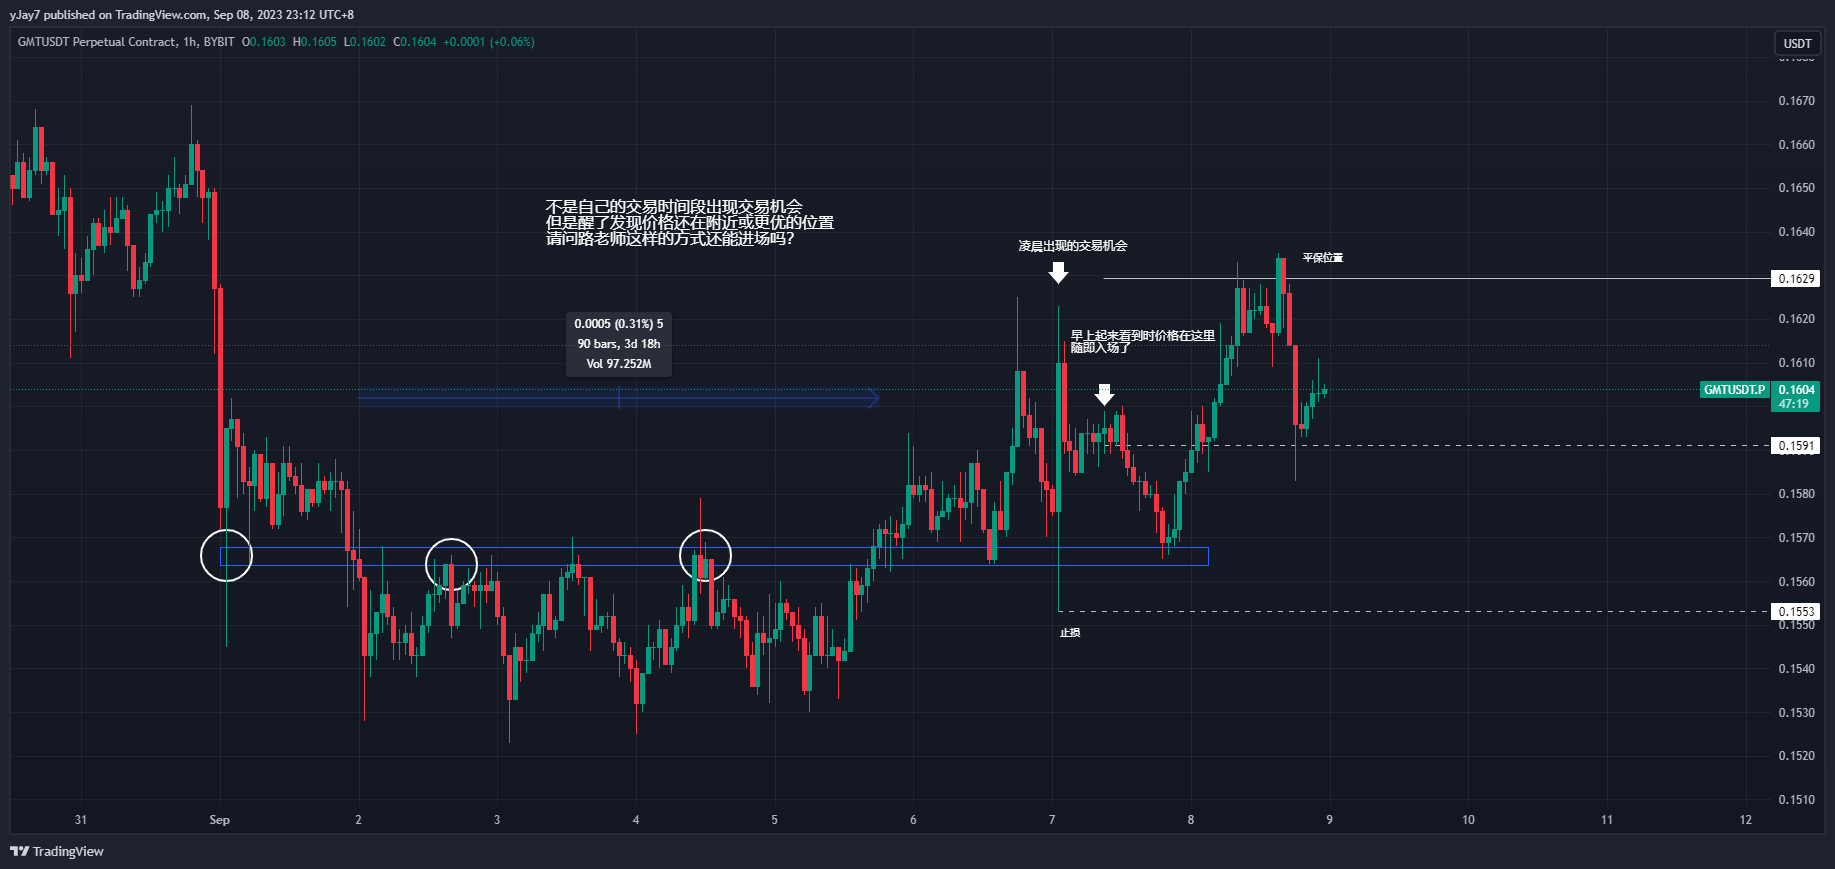 yJay7 published on TradingView.com, Sep 08, 2023 23:12 UTC+8
GMTUSDT Perpetual Contract, 1h, BYBIT O0.1603 H0.1605 L0.1602 C0.1604 +0.0001 (+0.06%)
USDT
0.1670
0.1660
不是自己的交易时间段出现交易机会
但是醒了发现价格还在附近或更优的位置
请问路老师这样的方式还能进场吗?
0.1650
0.1640
凌晨出现的交易机会
平保位置
0.1629
0.0005 (0.31%) 5
90 bars, 3d 18h
Vol 97.252M
0.1620
早上起来看到时价格在这里
随即入场了
0.1610
GMTUSDT.P 0.1604
47:19
0.1591
0.1580
0.1570
0.1560
0.1553
0.1550
止损
0.1540
0.1530
0.1520
0.1510
31 Sep 2 3 4 5 6 7 8 9 10 11 12
TradingView